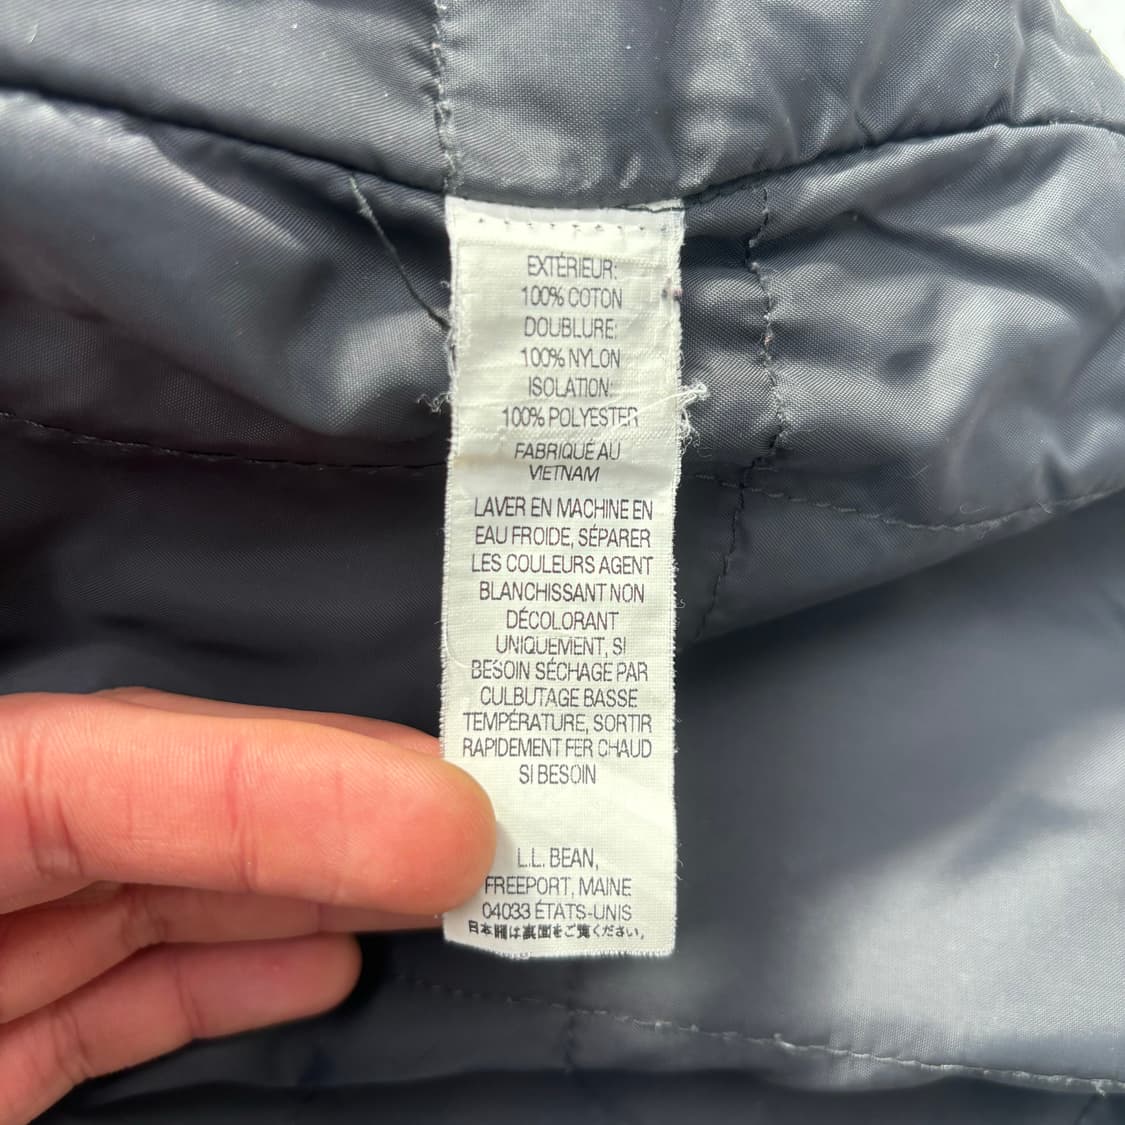 EXTÉRIEUR:
100% COTON
DOUBLURE:
100% NYLON
ISOLATION:
100% POLYESTER
FABRIQUÉ AU
VIETNAM
LAVER EN MACHINE EN
EAU FROIDE, SÉPARER
LES COULEURS AGENT
BLANCHISSANT NON
DÉCOLORANT
UNIQUEMENT, SI
BESOIN SÉCHAGE PAR
CULBUTAGE BASSE
TEMPÉRATURE, SORTIR
RAPIDEMENT FER CHAUD
SI BESOIN
L.L. BEAN,
FREEPORT, MAINE
04033 ÉTATS-UNIS
日本語は裏面をご覧ください。